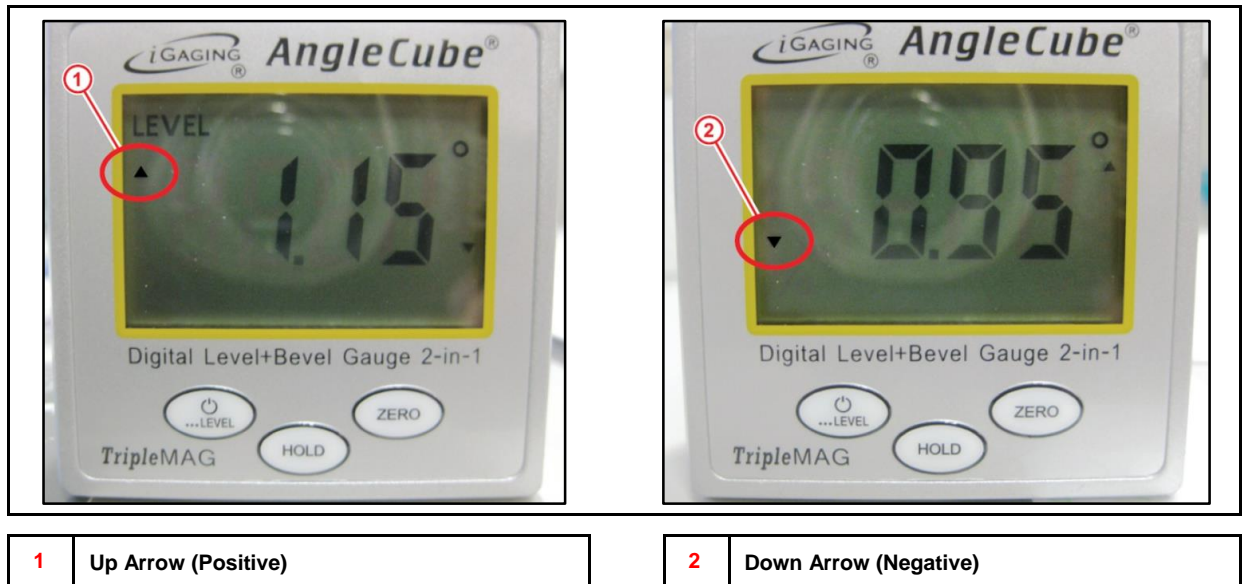 iGAGING® AngleCube®
1
LEVEL
1.15°
Digital Level+Bevel Gauge 2-in-1
...LEVEL
ZERO
HOLD
TripleMAG
iGAGING® AngleCube®
2
0.95°
Digital Level+Bevel Gauge 2-in-1
...LEVEL
ZERO
HOLD
TripleMAG
1 Up Arrow (Positive)
2 Down Arrow (Negative)